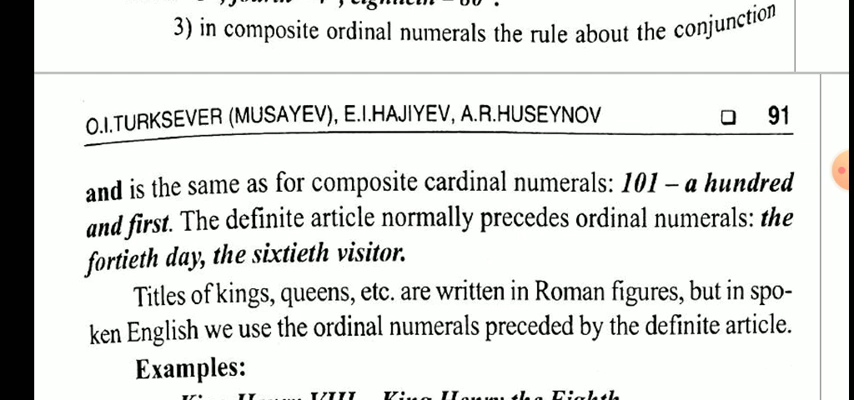 3) in composite ordinal numerals the rule about the conjunction
O.I.TURKSEVER (MUSAYEV), E.I.HAJIYEV, A.R.HUSEYNOV 91
and is the same as for composite cardinal numerals: 101 – a hundred
and first. The definite article normally precedes ordinal numerals: the
fortieth day, the sixtieth visitor.
Titles of kings, queens, etc. are written in Roman figures, but in spo-
ken English we use the ordinal numerals preceded by the definite article.
Examples:
King Henry VIII – King Henry the Eighth